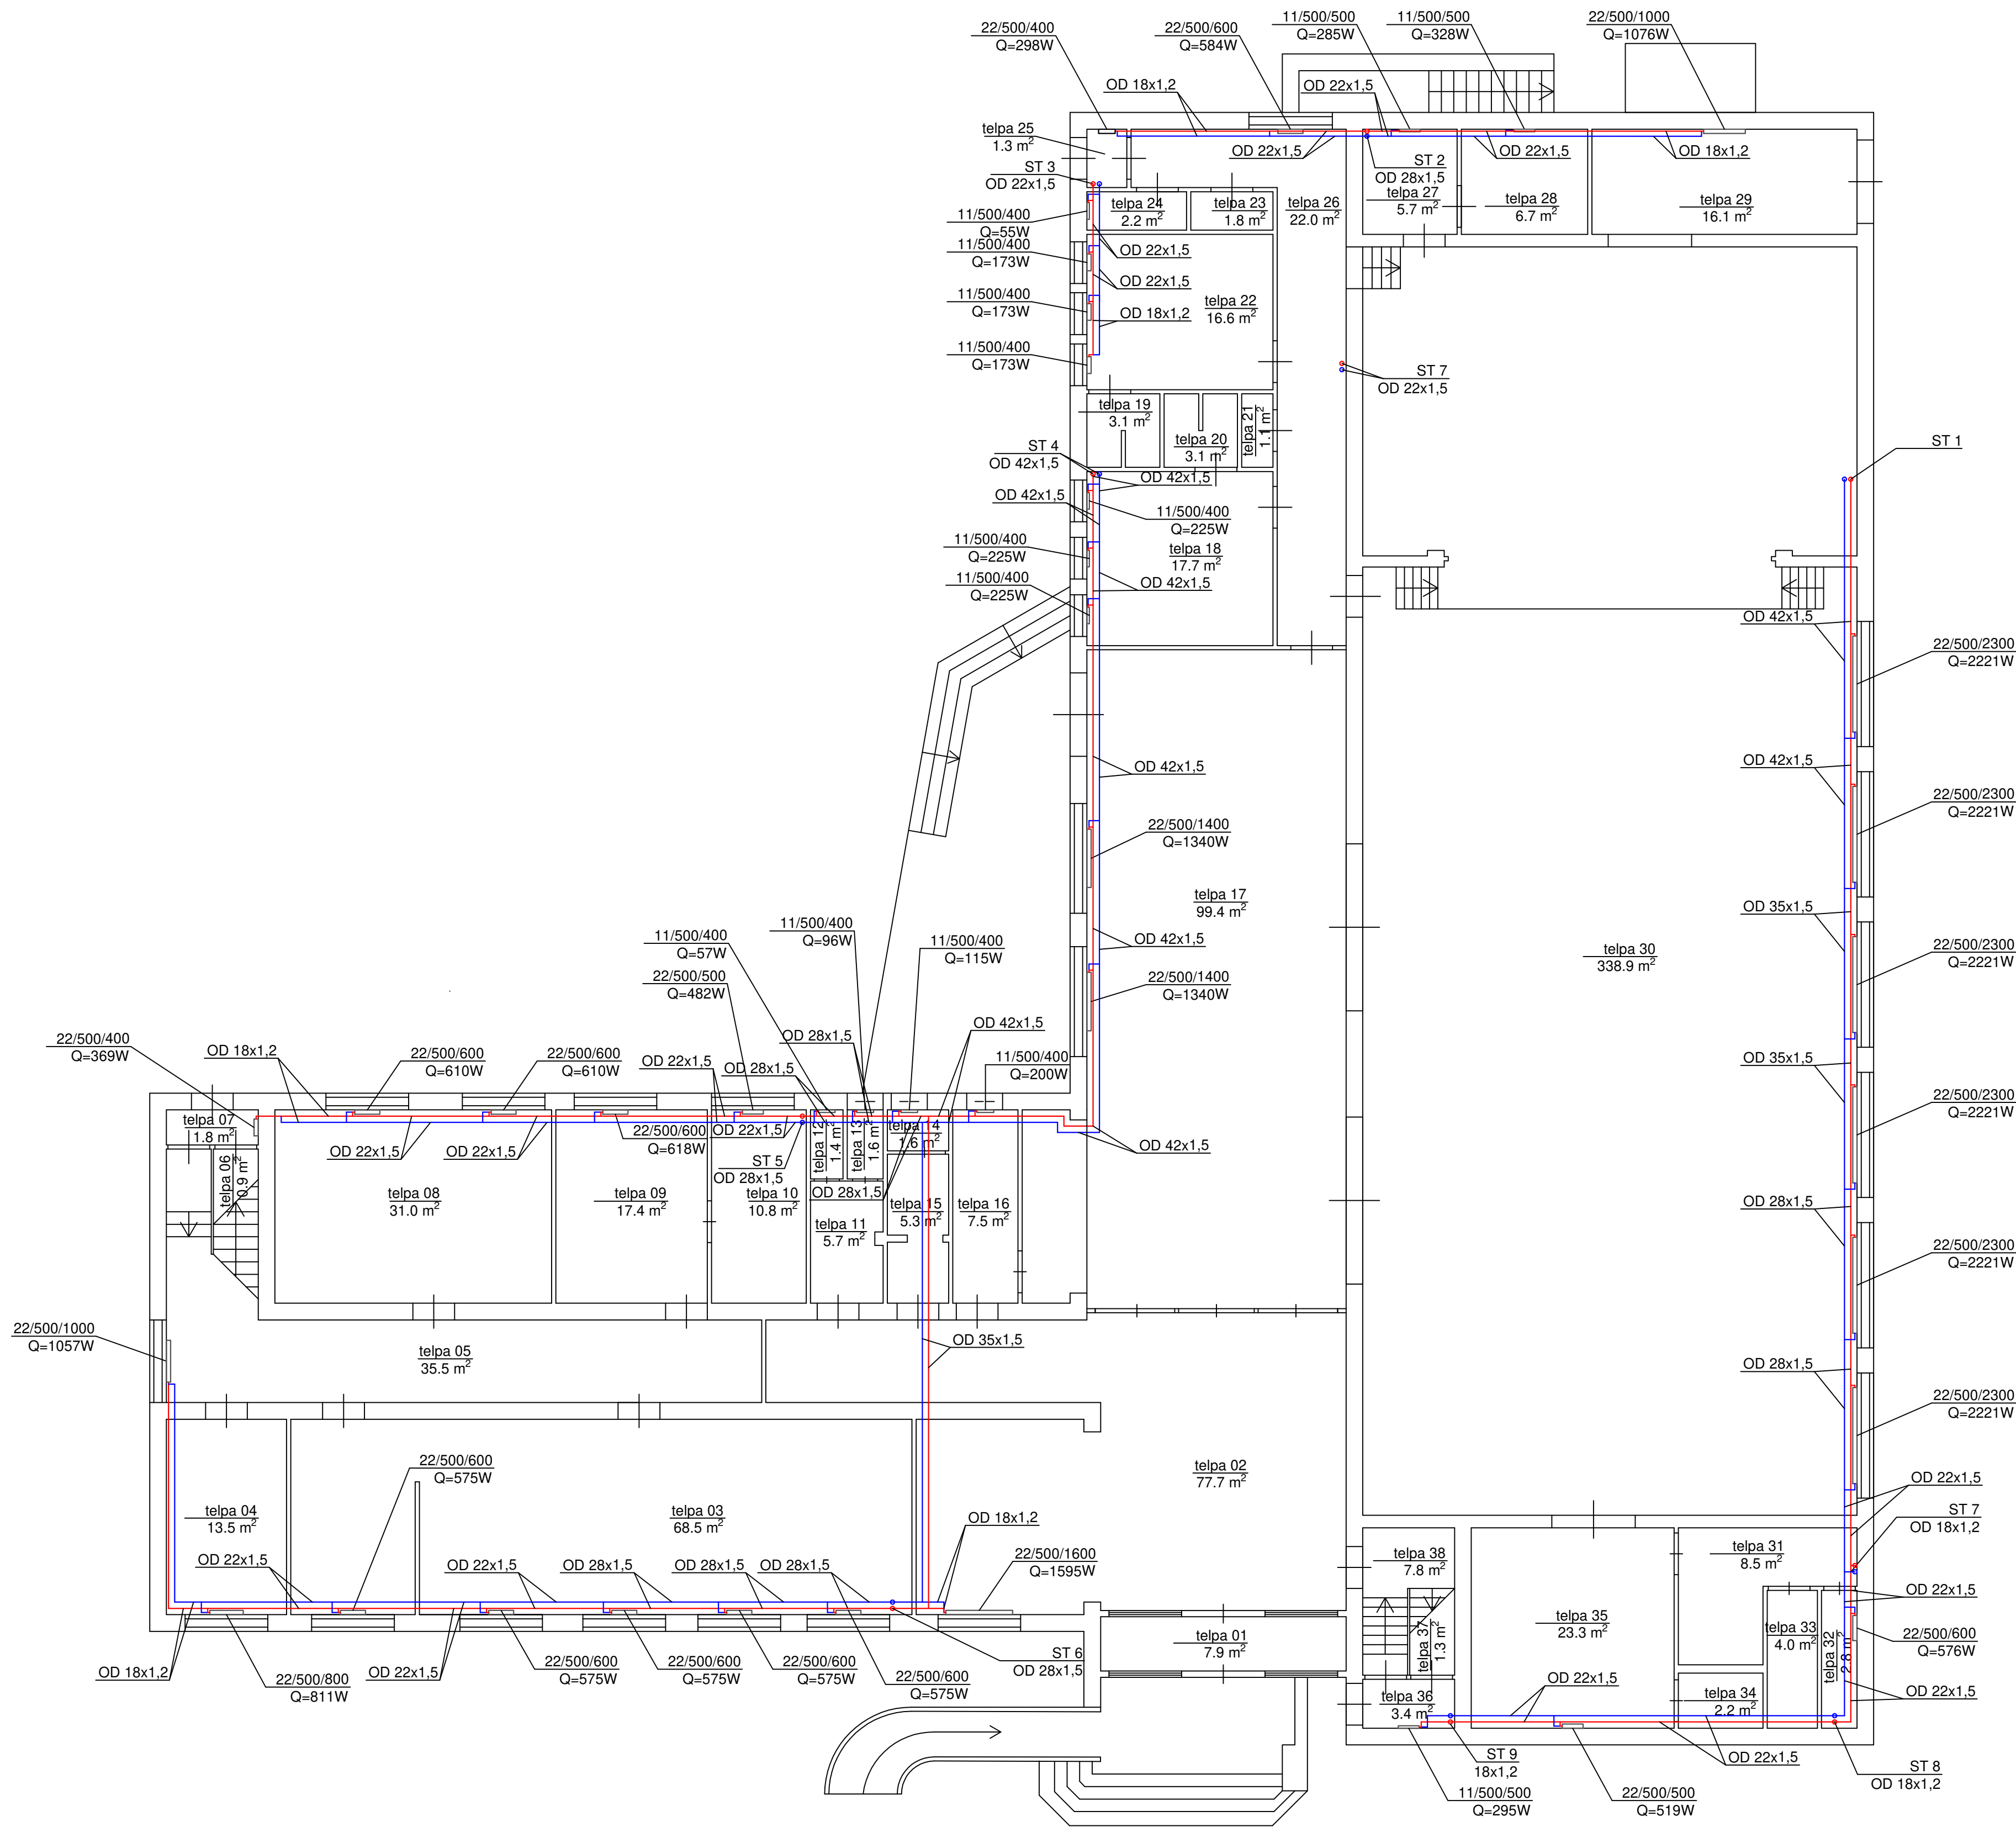 22/500/400
Q=298W
22/500/600
Q=584W
11/500/500
Q=285W
11/500/500
Q=328W
22/500/1000
Q=1076W
OD 18x1,2
OD 22x1,5
telpa 25
1.3 m²
ST 3
OD 22x1,5
OD 22x1,5
ST 2
OD 28x1,5
OD 22x1,5
OD 18x1,2
telpa 24
2.2 m²
telpa 23
1.8 m²
telpa 26
22.0 m²
telpa 27
5.7 m²
telpa 28
6.7 m²
telpa 29
16.1 m²
11/500/400
Q=55W
11/500/400
Q=173W
11/500/400
Q=173W
11/500/400
Q=173W
OD 22x1,5
OD 22x1,5
OD 18x1,2
telpa 22
16.6 m²
ST 7
OD 22x1,5
telpa 19
3.1 m²
telpa 20
3.1 m²
telpa 21
1.1 m²
ST 4
OD 42x1,5
OD 42x1,5
OD 42x1,5
11/500/400
Q=225W
11/500/400
Q=225W
11/500/400
Q=225W
telpa 18
17.7 m²
OD 42x1,5
ST 1
OD 42x1,5
22/500/2300
Q=2221W
OD 42x1,5
22/500/2300
Q=2221W
OD 35x1,5
22/500/2300
Q=2221W
OD 35x1,5
22/500/2300
Q=2221W
OD 28x1,5
22/500/2300
Q=2221W
OD 28x1,5
22/500/2300
Q=2221W
OD 42x1,5
22/500/1400
Q=1340W
telpa 17
99.4 m²
OD 42x1,5
22/500/1400
Q=1340W
telpa 30
338.9 m²
11/500/400
Q=57W
22/500/500
Q=482W
11/500/400
Q=96W
11/500/400
Q=115W
OD 28x1,5
OD 42x1,5
11/500/400
Q=200W
22/500/400
Q=369W
OD 18x1,2
22/500/600
Q=610W
22/500/600
Q=610W
OD 22x1,5
OD 28x1,5
telpa 07
1.8 m²
telpa 06
0.9 m²
OD 22x1,5
OD 22x1,5
22/500/600
Q=618W
OD 22x1,5
ST 5
OD 28x1,5
OD 28x1,5
telpa 12
1.4 m²
telpa 13
1.6 m²
telpa 14
1.6 m²
OD 42x1,5
telpa 08
31.0 m²
telpa 09
17.4 m²
telpa 10
10.8 m²
telpa 11
5.7 m²
telpa 15
5.3 m²
telpa 16
7.5 m²
22/500/1000
Q=1057W
telpa 05
35.5 m²
OD 35x1,5
22/500/600
Q=575W
telpa 04
13.5 m²
telpa 03
68.5 m²
telpa 02
77.7 m²
OD 18x1,2
22/500/1600
Q=1595W
OD 22x1,5
OD 22x1,5
OD 28x1,5
OD 28x1,5
OD 28x1,5
OD 18x1,2
22/500/800
Q=811W
OD 22x1,5
22/500/600
Q=575W
22/500/600
Q=575W
22/500/600
Q=575W
22/500/600
Q=575W
ST 6
OD 28x1,5
telpa 01
7.9 m²
OD 22x1,5
ST 7
OD 18x1,2
telpa 38
7.8 m²
telpa 31
8.5 m²
OD 22x1,5
telpa 37
1.3 m²
telpa 35
23.3 m²
telpa 33
4.0 m²
telpa 32
2.8 m²
22/500/600
Q=576W
OD 22x1,5
telpa 36
3.4 m²
OD 22x1,5
telpa 34
2.2 m²
OD 22x1,5
ST 9
18x1,2
11/500/500
Q=295W
22/500/500
Q=519W
ST 8
OD 18x1,2